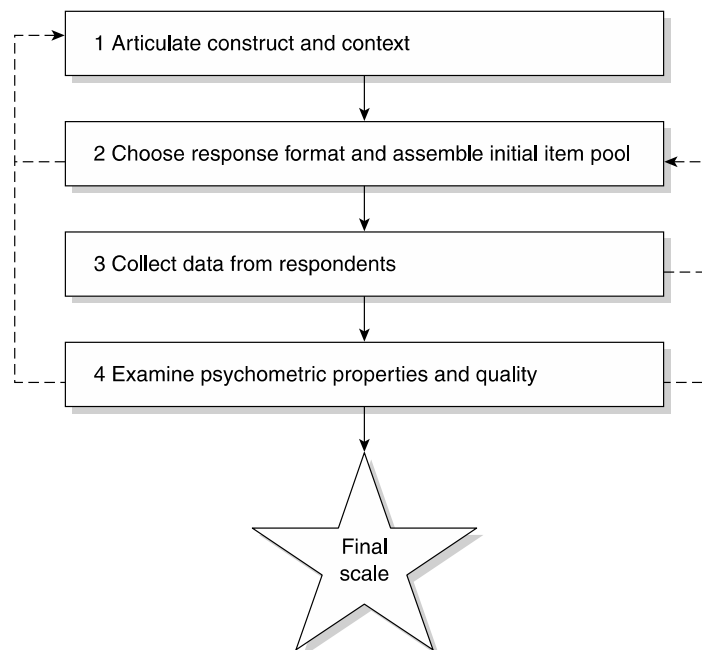 1 Articulate construct and context
2 Choose response format and assemble initial item pool
3 Collect data from respondents
4 Examine psychometric properties and quality
Final
scale